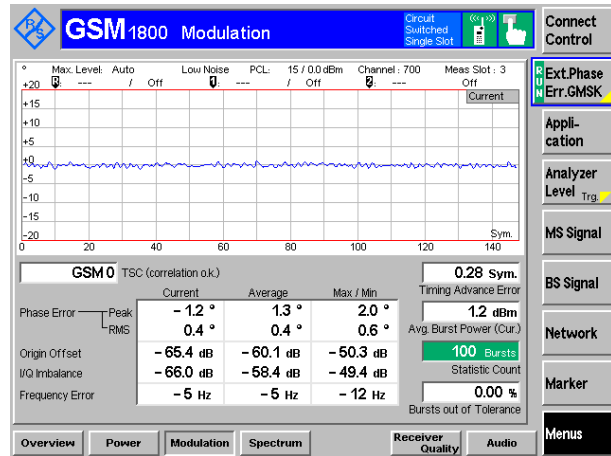 R&S
GSM 1800 Modulation
Circuit Switched Single Slot
Connect Control
° Max. Level: Auto Low Noise PCL: 15 / 0.0 dBm Channel : 700 Meas Slot : 3
--- / Off --- / Off 2: --- Off
Current
+20
+15
+10
+5
±0
−5
−10
−15
−20
Sym.
0 20 40 60 80 100 120 140
GSM 0 TSC (correlation o.k.)
Current Average Max / Min
Phase Error Peak − 1.2 ° 1.3 ° 2.0 °
RMS 0.4 ° 0.4 ° 0.6 °
Origin Offset − 65.4 dB − 60.1 dB − 50.3 dB
I/Q Imbalance − 66.0 dB − 58.4 dB − 49.4 dB
Frequency Error − 5 Hz − 5 Hz − 12 Hz
0.28 Sym.
Timing Advance Error
1.2 dBm
Avg. Burst Power (Cur.)
100 Bursts
Statistic Count
0.00 %
Bursts out of Tolerance
RUN
Ext.Phase Err.GMSK
Appli-
cation
Analyzer
Level Trg.
MS Signal
BS Signal
Network
Marker
Menus
Overview Power Modulation Spectrum Receiver Quality Audio